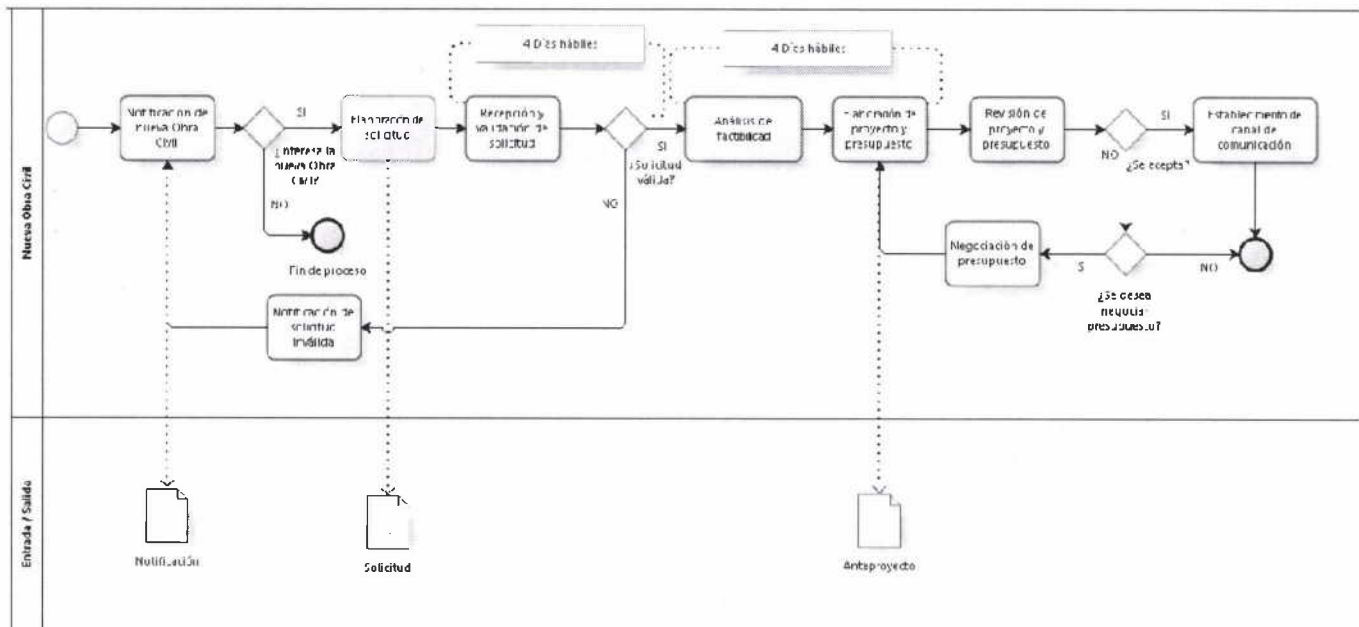 4 Días hábiles
4 Días hábiles
Notificación de
nueva Obra
Civil
SI
¿Interesa la
nueva Obra
Civil?
NO
Fin de proceso
Elaboración de
solicitud
Recepción y
validación de
solicitud
SI
¿Solicitud
válida?
NO
Notificación de
solicitud
inválida
Análisis de
factibilidad
Elaboración de
proyecto y
presupuesto
Revisión de
proyecto y
presupuesto
SI
NO
¿Se acepta?
Establecimiento de
canal de
comunicación
Negociación de
presupuesto
S
NO
¿Se desea
negociar
presupuesto?
Nueva Obra Civil
Entrada / Salida
Notificación
Solicitud
Anteproyecto